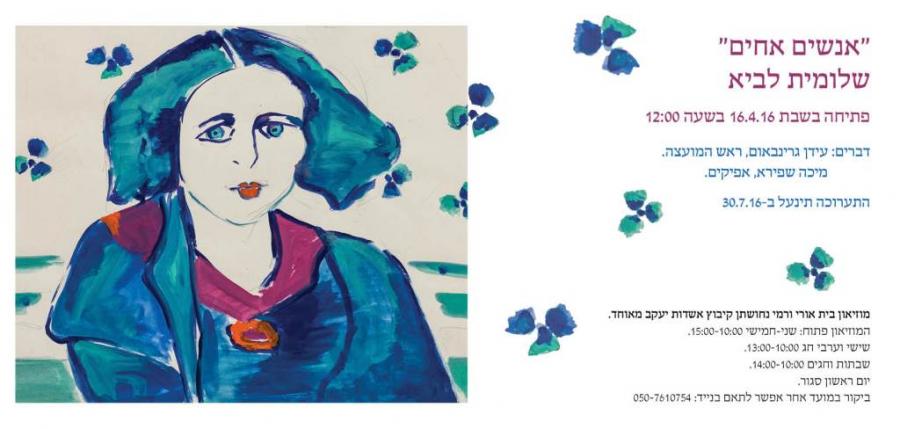 "אנשים אחים"
שלומית לביא
פתיחה בשבת 16.4.16 בשעה 12:00
דברים: עידן גרינבאום, ראש המועצה.
מיכה שפירא, אפיקים.
התערוכה תינעל ב-30.7.16
מוזיאון בית אורי ורמי נחושתן קיבוץ אשדות יעקב מאוחד.
המוזיאון פתוח: שני-חמישי 15:00-10:00.
שישי וערבי חג 13:00-10:00.
שבתות וחגים 14:00-10:00.
יום ראשון סגור.
ביקור במועד אחר אפשר לתאם בנייד: 050-7610754